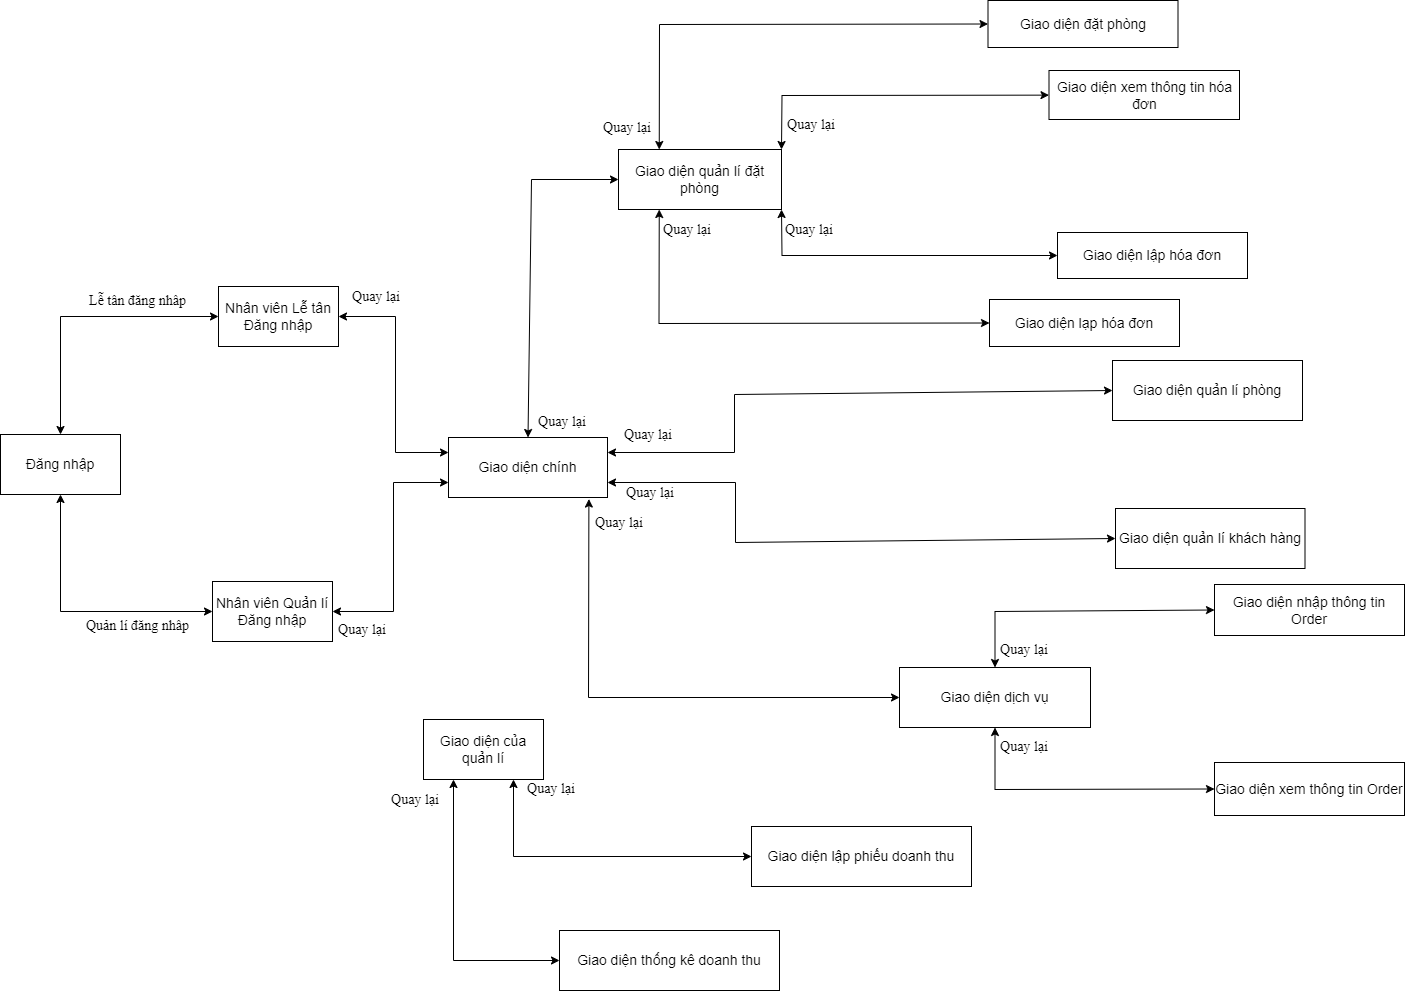 Giao diện đặt phòng
Giao diện xem thông tin hóa
đơn
Quay lại
Quay lại
Giao diện quản lí đặt
phòng
Quay lại
Quay lại
Giao diện lập hóa đơn
Lễ tân đăng nhập
Quay lại
Nhân viên Lễ tân
Đăng nhập
Giao diện lạp hóa đơn
Giao diện quản lí phòng
Quay lại
Quay lại
Đăng nhập
Giao diện chính
Quay lại
Quay lại
Giao diện quản lí khách hàng
Nhân viên Quản lí
Đăng nhập
Quản lí đăng nhập
Quay lại
Giao diện nhập thông tin
Order
Quay lại
Giao diện dịch vụ
Quay lại
Giao diện của
quản lí
Quay lại
Quay lại
Giao diện xem thông tin Order
Giao diện lập phiếu doanh thu
Giao diện thống kê doanh thu